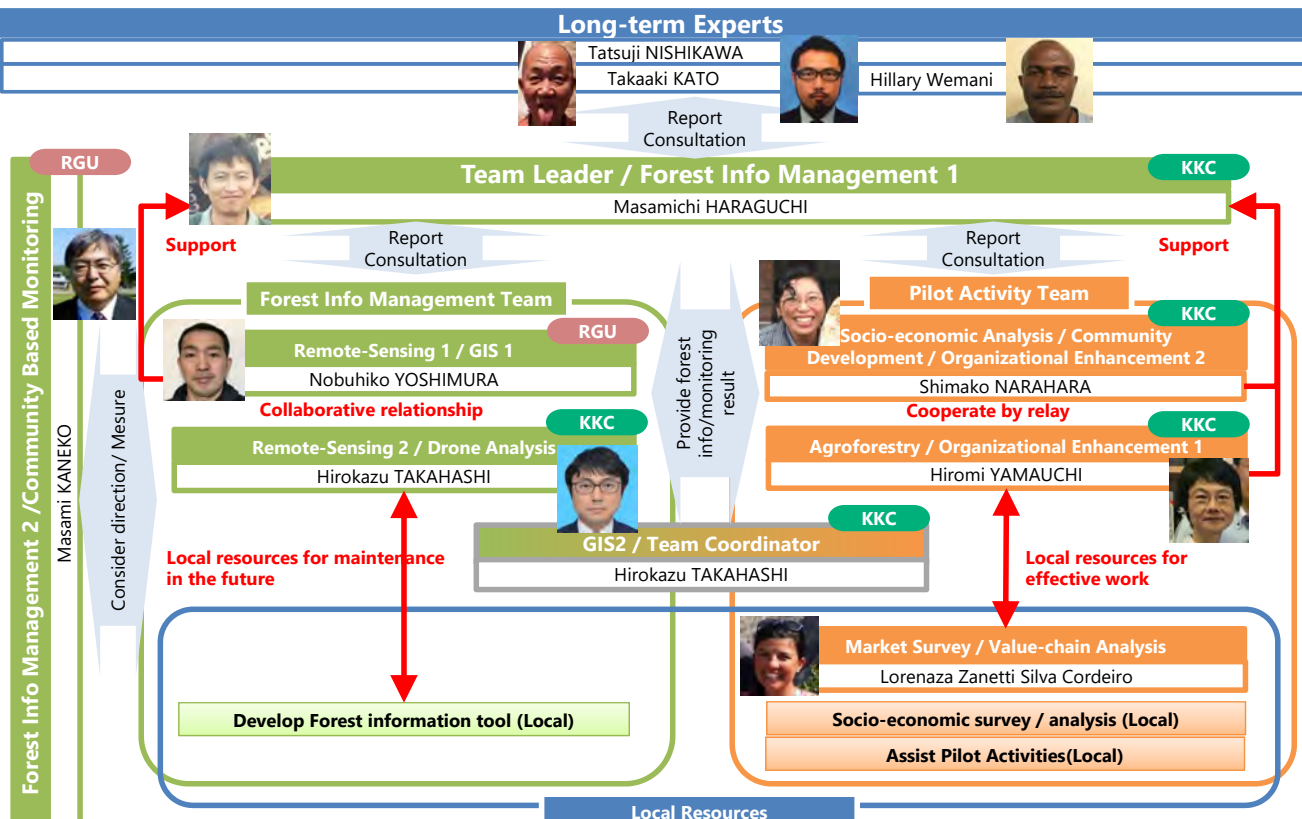 Long-term Experts
Tatsuji NISHIKAWA
Takaaki KATO
Hillary Wemani
Report
Consultation
RGU
Forest Info Management 2 /Community Based Monitoring
Masami KANEKO
Consider direction/ Mesure
KKC
Team Leader / Forest Info Management 1
Masamichi HARAGUCHI
Support
Report
Consultation
Report
Consultation
Support
Forest Info Management Team
RGU
Remote-Sensing 1 / GIS 1
Nobuhiko YOSHIMURA
Collaborative relationship
KKC
Remote-Sensing 2 / Drone Analysis
Hirokazu TAKAHASHI
Provide forest
info/monitoring
result
Pilot Activity Team
KKC
Socio-economic Analysis / Community
Development / Organizational Enhancement 2
Shimako NARAHARA
Cooperate by relay
KKC
Agroforestry / Organizational Enhancement 1
Hiromi YAMAUCHI
KKC
GIS2 / Team Coordinator
Hirokazu TAKAHASHI
Local resources for maintenance
in the future
Local resources for
effective work
Market Survey / Value-chain Analysis
Lorenaza Zanetti Silva Cordeiro
Develop Forest information tool (Local)
Socio-economic survey / analysis (Local)
Assist Pilot Activities(Local)
Local Resources